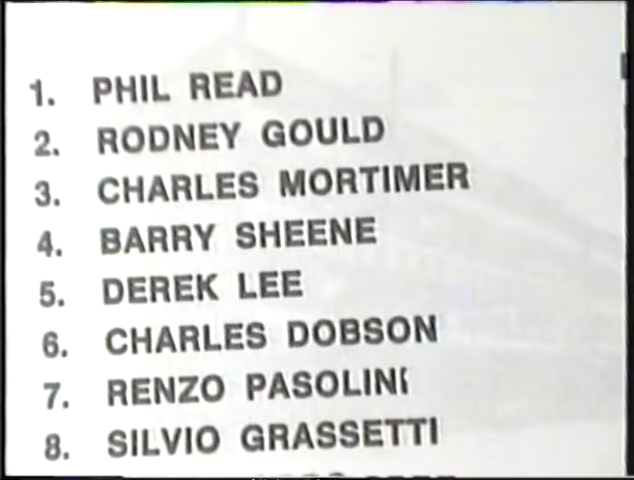 1. PHIL READ
2. RODNEY GOULD
3. CHARLES MORTIMER
4. BARRY SHEENE
5. DEREK LEE
6. CHARLES DOBSON
7. RENZO PASOLINI
8. SILVIO GRASSETTI